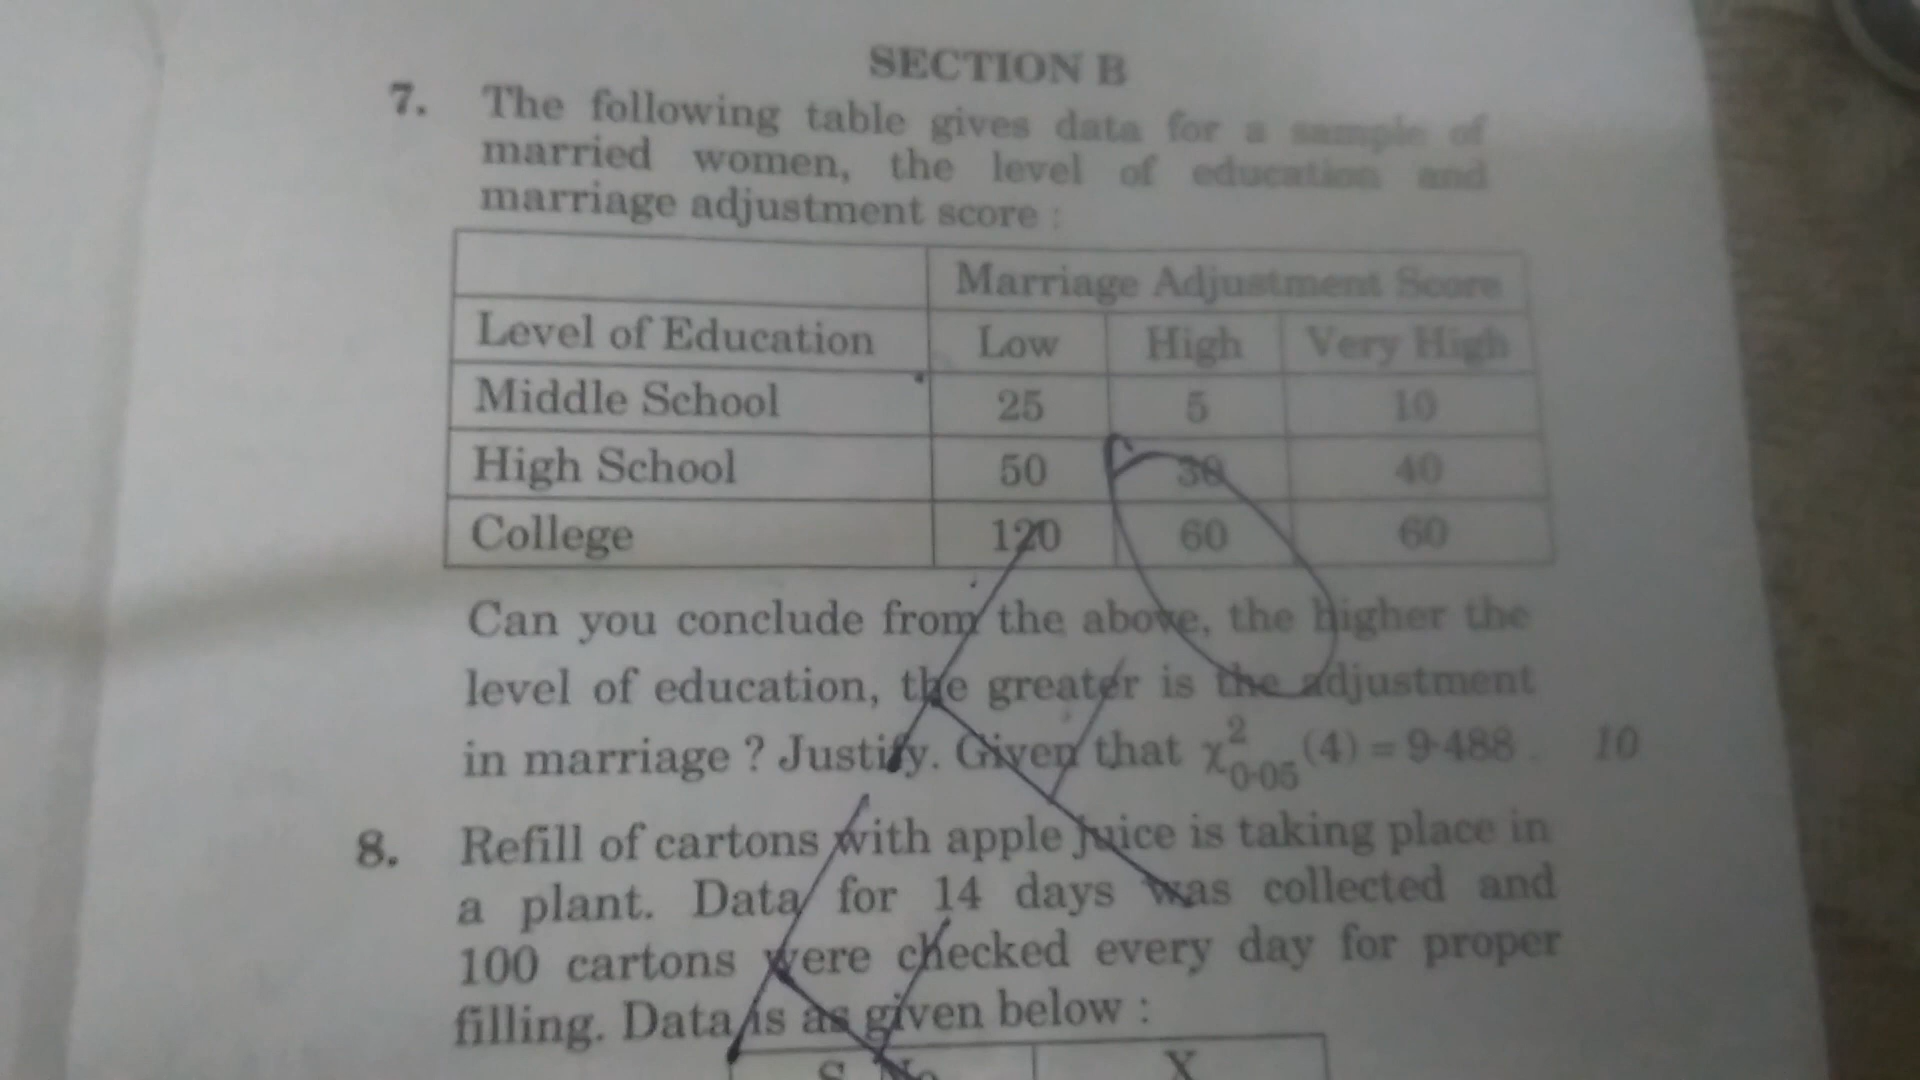 SECTION B
7. The following table gives data for a sample of
married women, the level of education and
marriage adjustment score :
Marriage Adjustment Score
Level of Education Low High Very High
Middle School 25 5 10
High School 50 30 40
College 120 60 60
Can you conclude from the above, the higher the
level of education, the greater is the adjustment
in marriage ? Justify. Given that χ²0·05 (4) = 9·488 . 10
8. Refill of cartons with apple juice is taking place in
a plant. Data for 14 days was collected and
100 cartons were checked every day for proper
filling. Data is as given below :
S. No. X